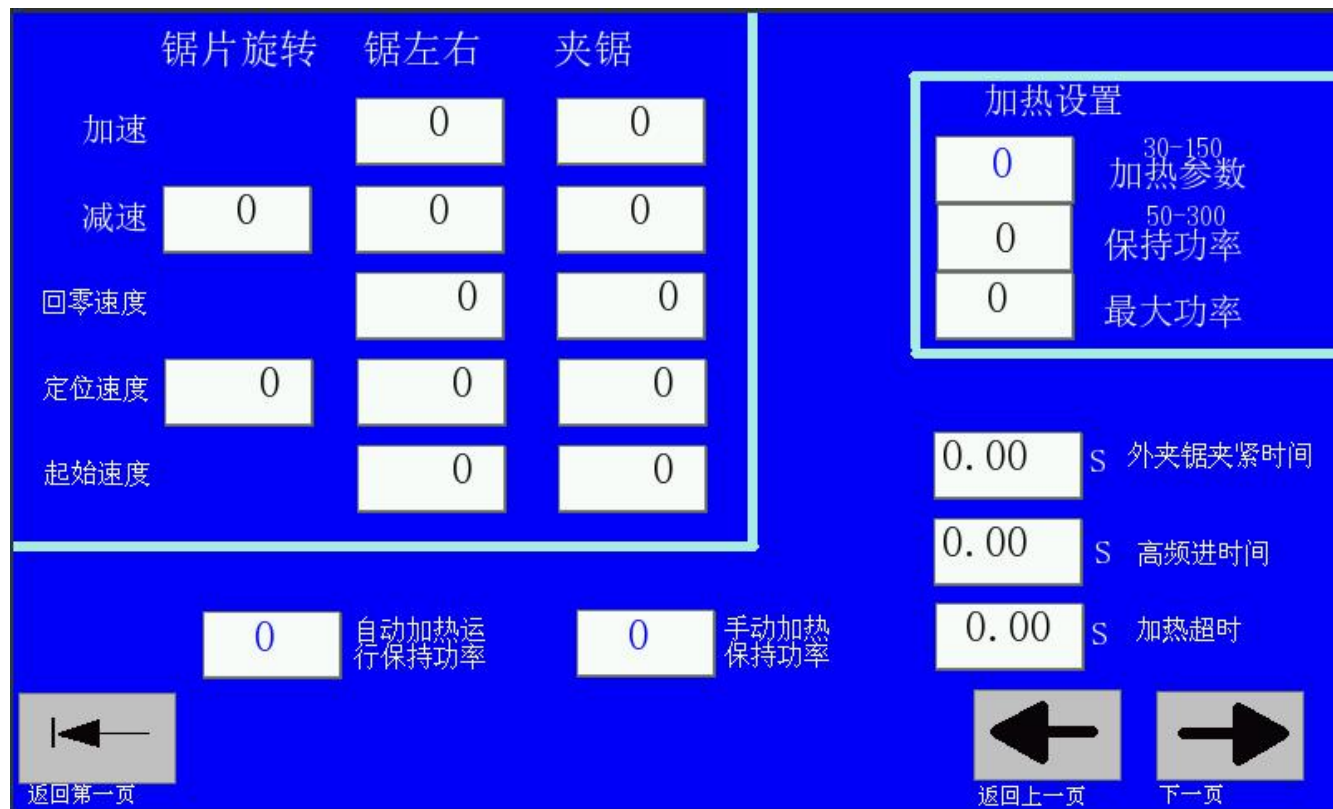 锯片旋转 锯左右 夹锯
加速 0 0
减速 0 0 0
回零速度 0 0
定位速度 0 0 0
起始速度 0 0
加热设置
0 30-150 加热参数
0 50-300 保持功率
0 最大功率
0.00 S 外夹锯夹紧时间
0.00 S 高频进时间
0.00 S 加热超时
0 自动加热运
行保持功率
0 手动加热
保持功率
返回第一页
返回上一页
下一页